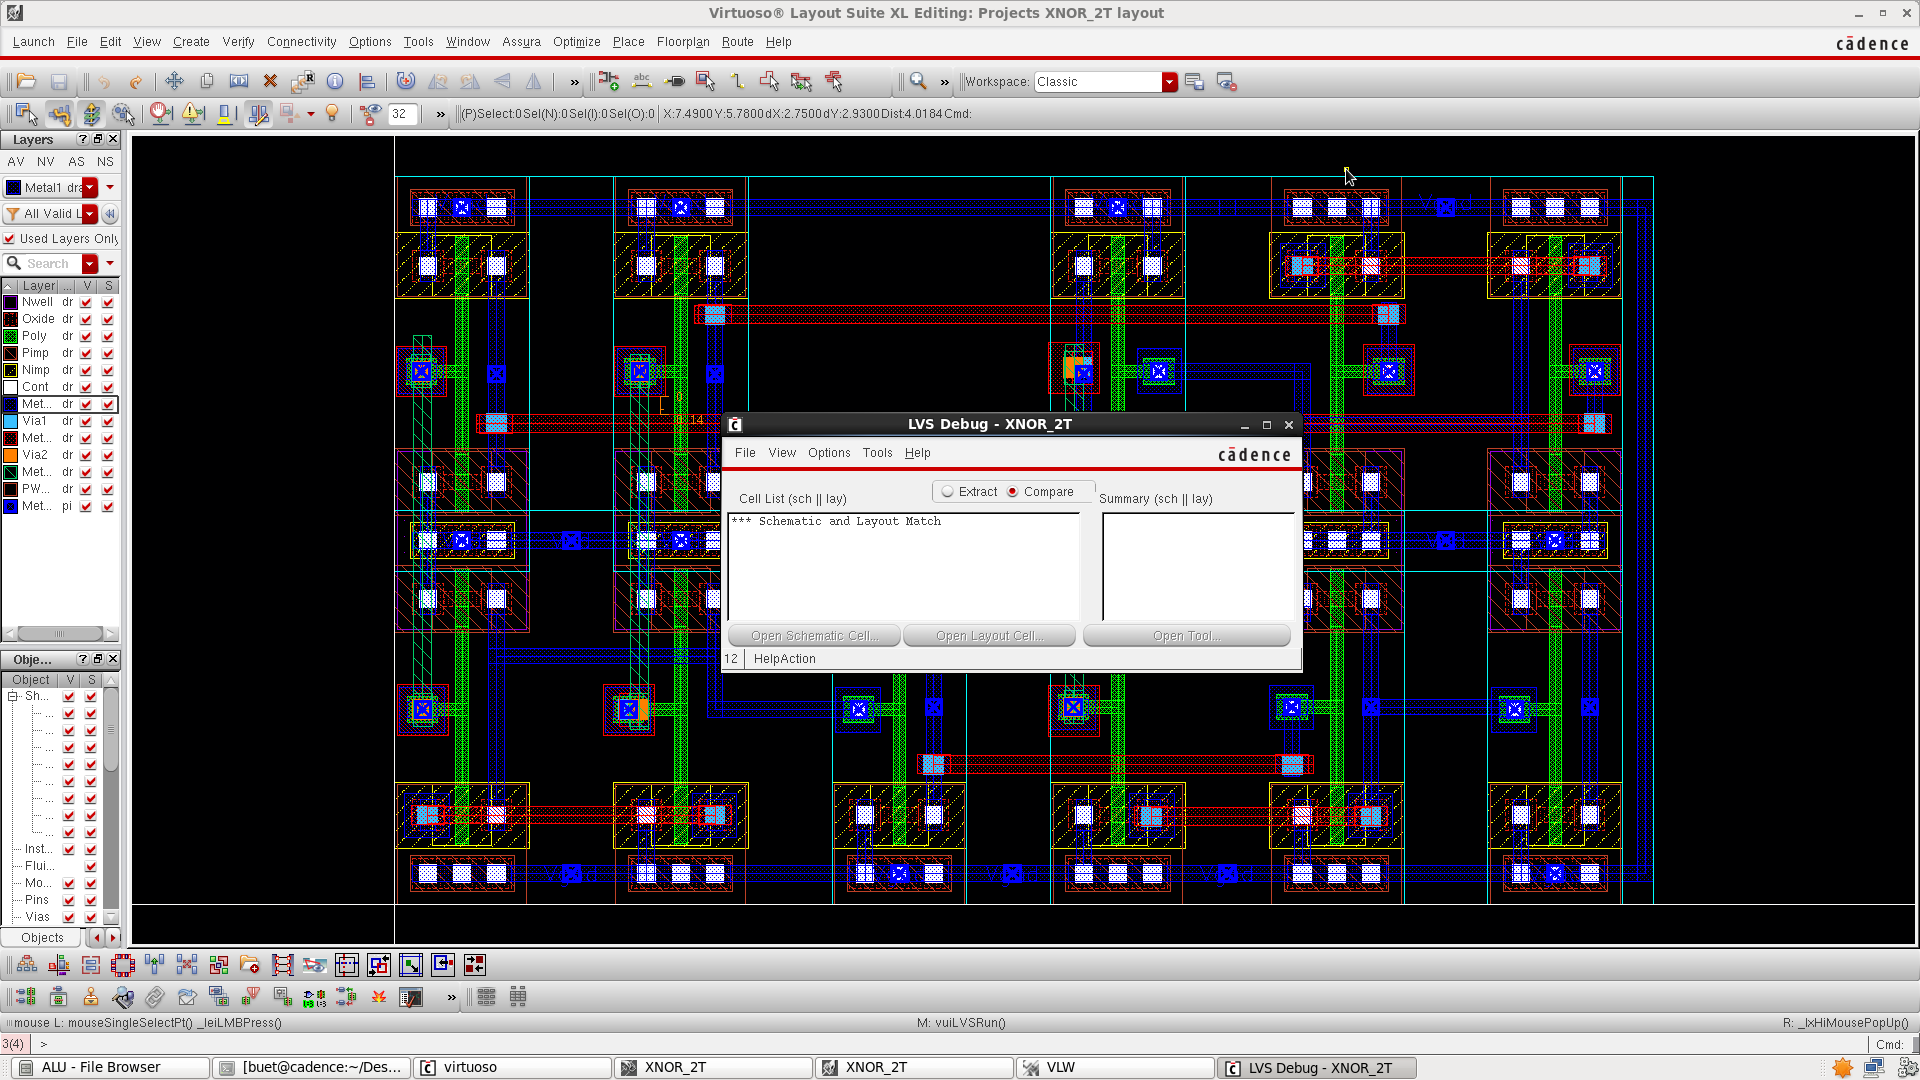 Virtuoso® Layout Suite XL Editing: Projects XNOR_2T layout
Launch File Edit View Create Verify Connectivity Options Tools Window Assura Optimize Place Floorplan Route Help
cādence
abc
» Workspace: Classic
32 » (P)Select:0 Sel(N):0 Sel(I):0 Sel(O):0 X:7.4900 Y:5.7800 dX:2.7500 dY:2.9300 Dist:4.0184 Cmd:
Layers
AV NV AS NS
Metal1 dra
All Valid L
Used Layers Only
Search
Layer ... V S
Nwell dr
Oxide dr
Poly dr
Pimp dr
Nimp dr
Cont dr
Met... dr
Via1 dr
Met... dr
Via2 dr
Met... dr
PW... dr
Met... pi
14
LVS Debug - XNOR_2T
File View Options Tools Help
cādence
Extract Compare
Cell List (sch || lay) Summary (sch || lay)
*** Schematic and Layout Match
Open Schematic Cell... Open Layout Cell... Open Tool...
12 HelpAction
Obje...
Object V S
Sh...
...
...
...
...
...
...
...
...
Inst...
Flui...
Mo...
Pins
Vias
Objects
mouse L: mouseSingleSelectPt() _leiLMBPress() M: vuiLVSRun() R: _lxHiMousePopUp()
3(4) > Cmd:
ALU - File Browser [buet@cadence:~/Des... virtuoso XNOR_2T XNOR_2T VLW LVS Debug - XNOR_2T